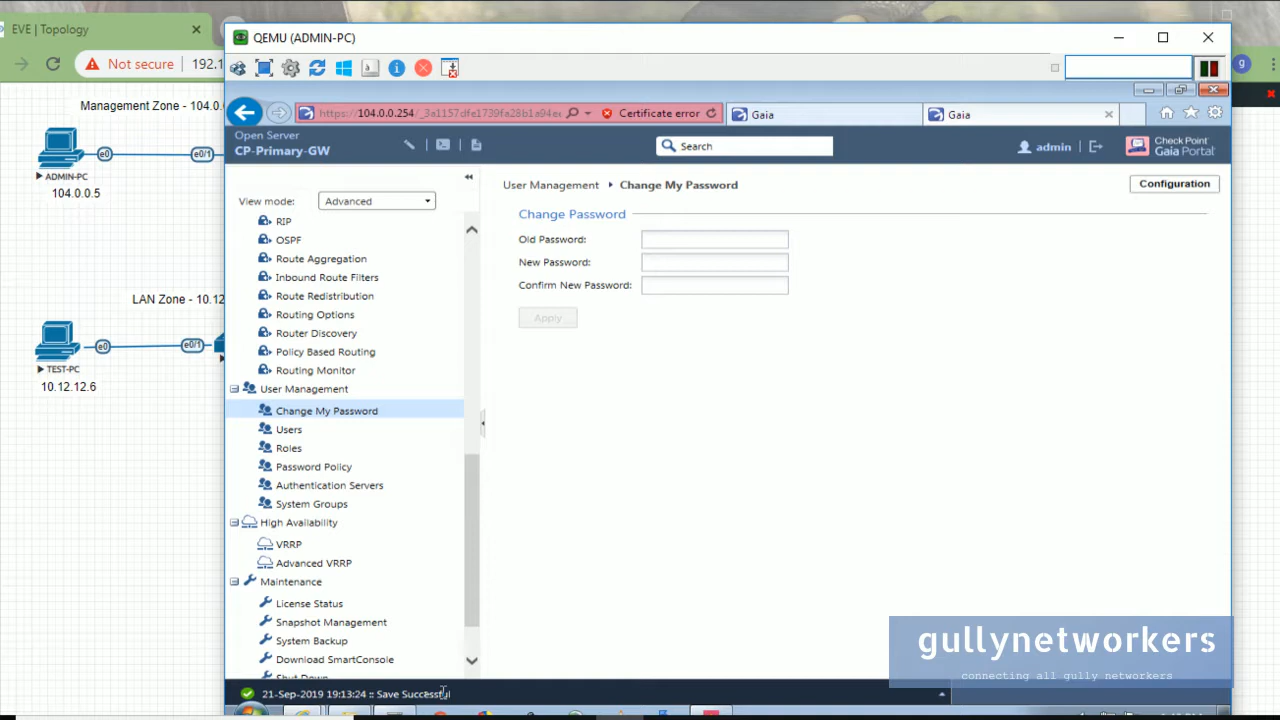 EVE | Topology
QEMU (ADMIN-PC)
Not secure
192.1
g
https://104.0.0.254/
Certificate error
Gaia
Gaia
Management Zone - 104.0.
e0
e0/1
ADMIN-PC
104.0.0.5
LAN Zone - 10.12
e0
e0/1
TEST-PC
10.12.12.6
Open Server
CP-Primary-GW
Search
admin
Check Point
Gaia Portal
View mode:
Advanced
User Management
Change My Password
Configuration
RIP
OSPF
Route Aggregation
Inbound Route Filters
Route Redistribution
Routing Options
Router Discovery
Policy Based Routing
Routing Monitor
User Management
Change My Password
Users
Roles
Password Policy
Authentication Servers
System Groups
High Availability
VRRP
Advanced VRRP
Maintenance
License Status
Snapshot Management
System Backup
Download SmartConsole
Shut Down
Change Password
Old Password:
New Password:
Confirm New Password:
Apply
21-Sep-2019 19:13:24 :: Save Successful
gullynetworkers
connecting all gully networkers